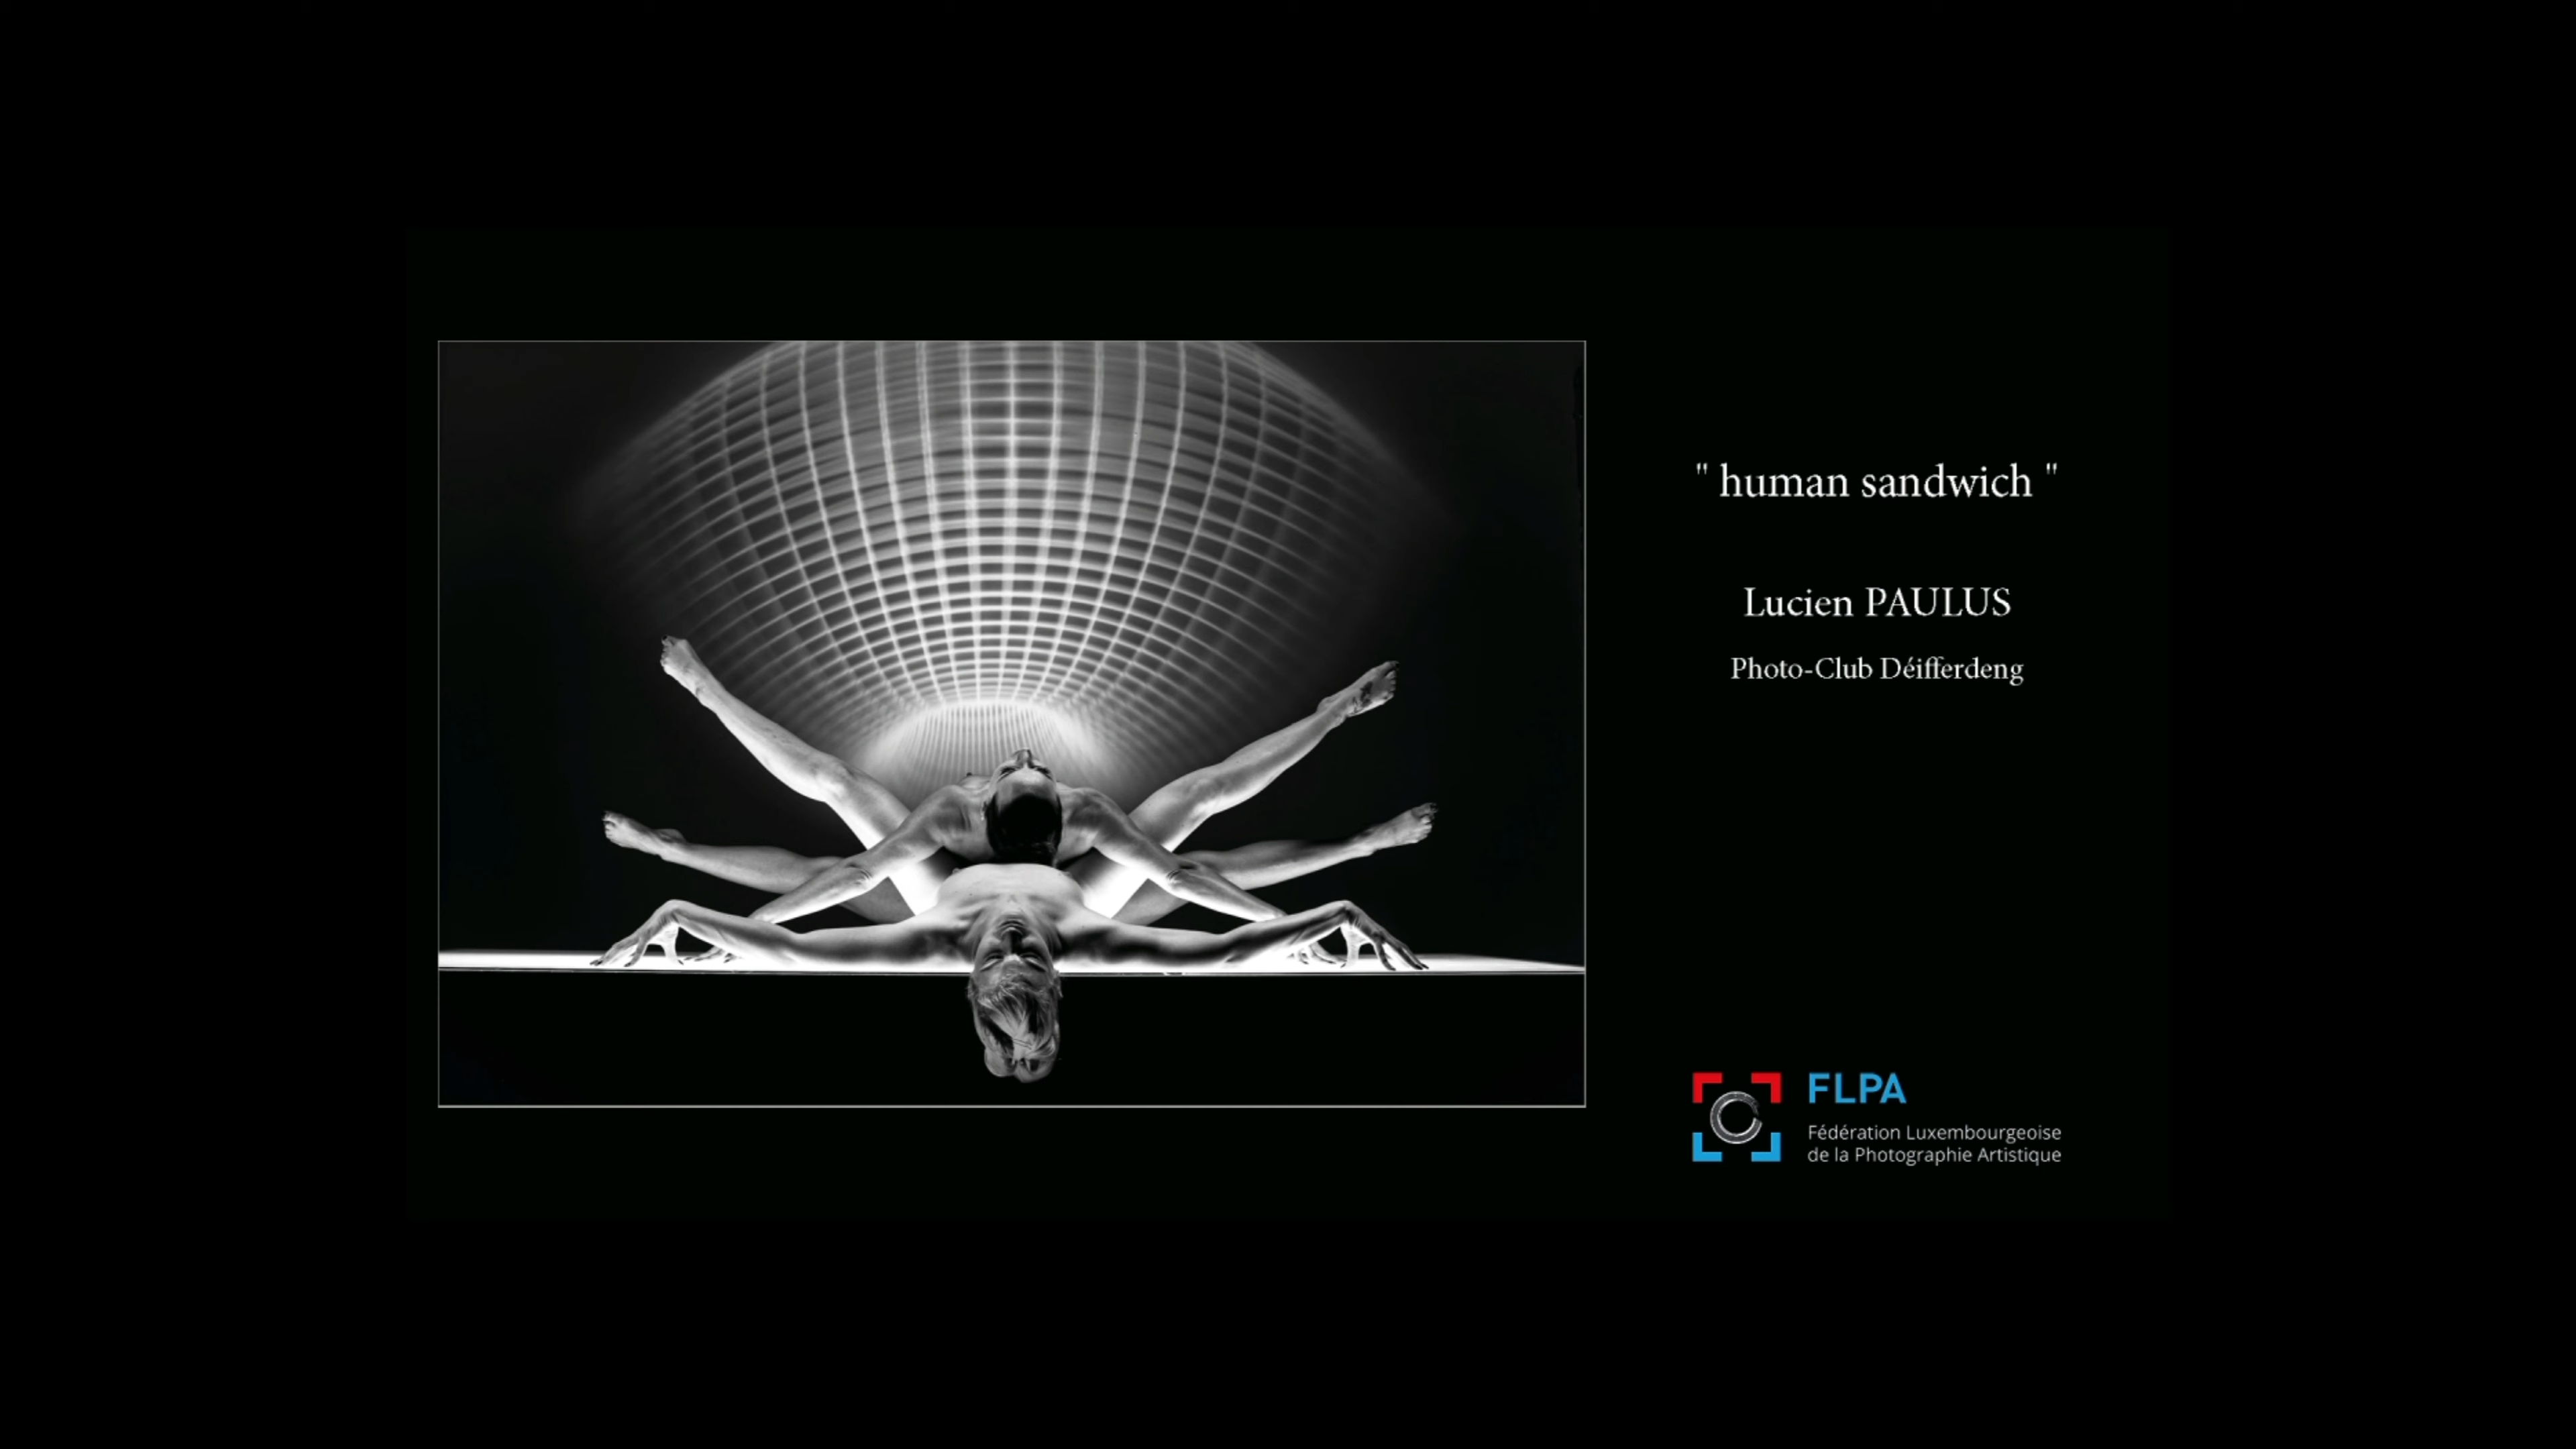 " human sandwich "
Lucien PAULUS
Photo-Club Déifferdeng
FLPA
Fédération Luxembourgeoise
de la Photographie Artistique